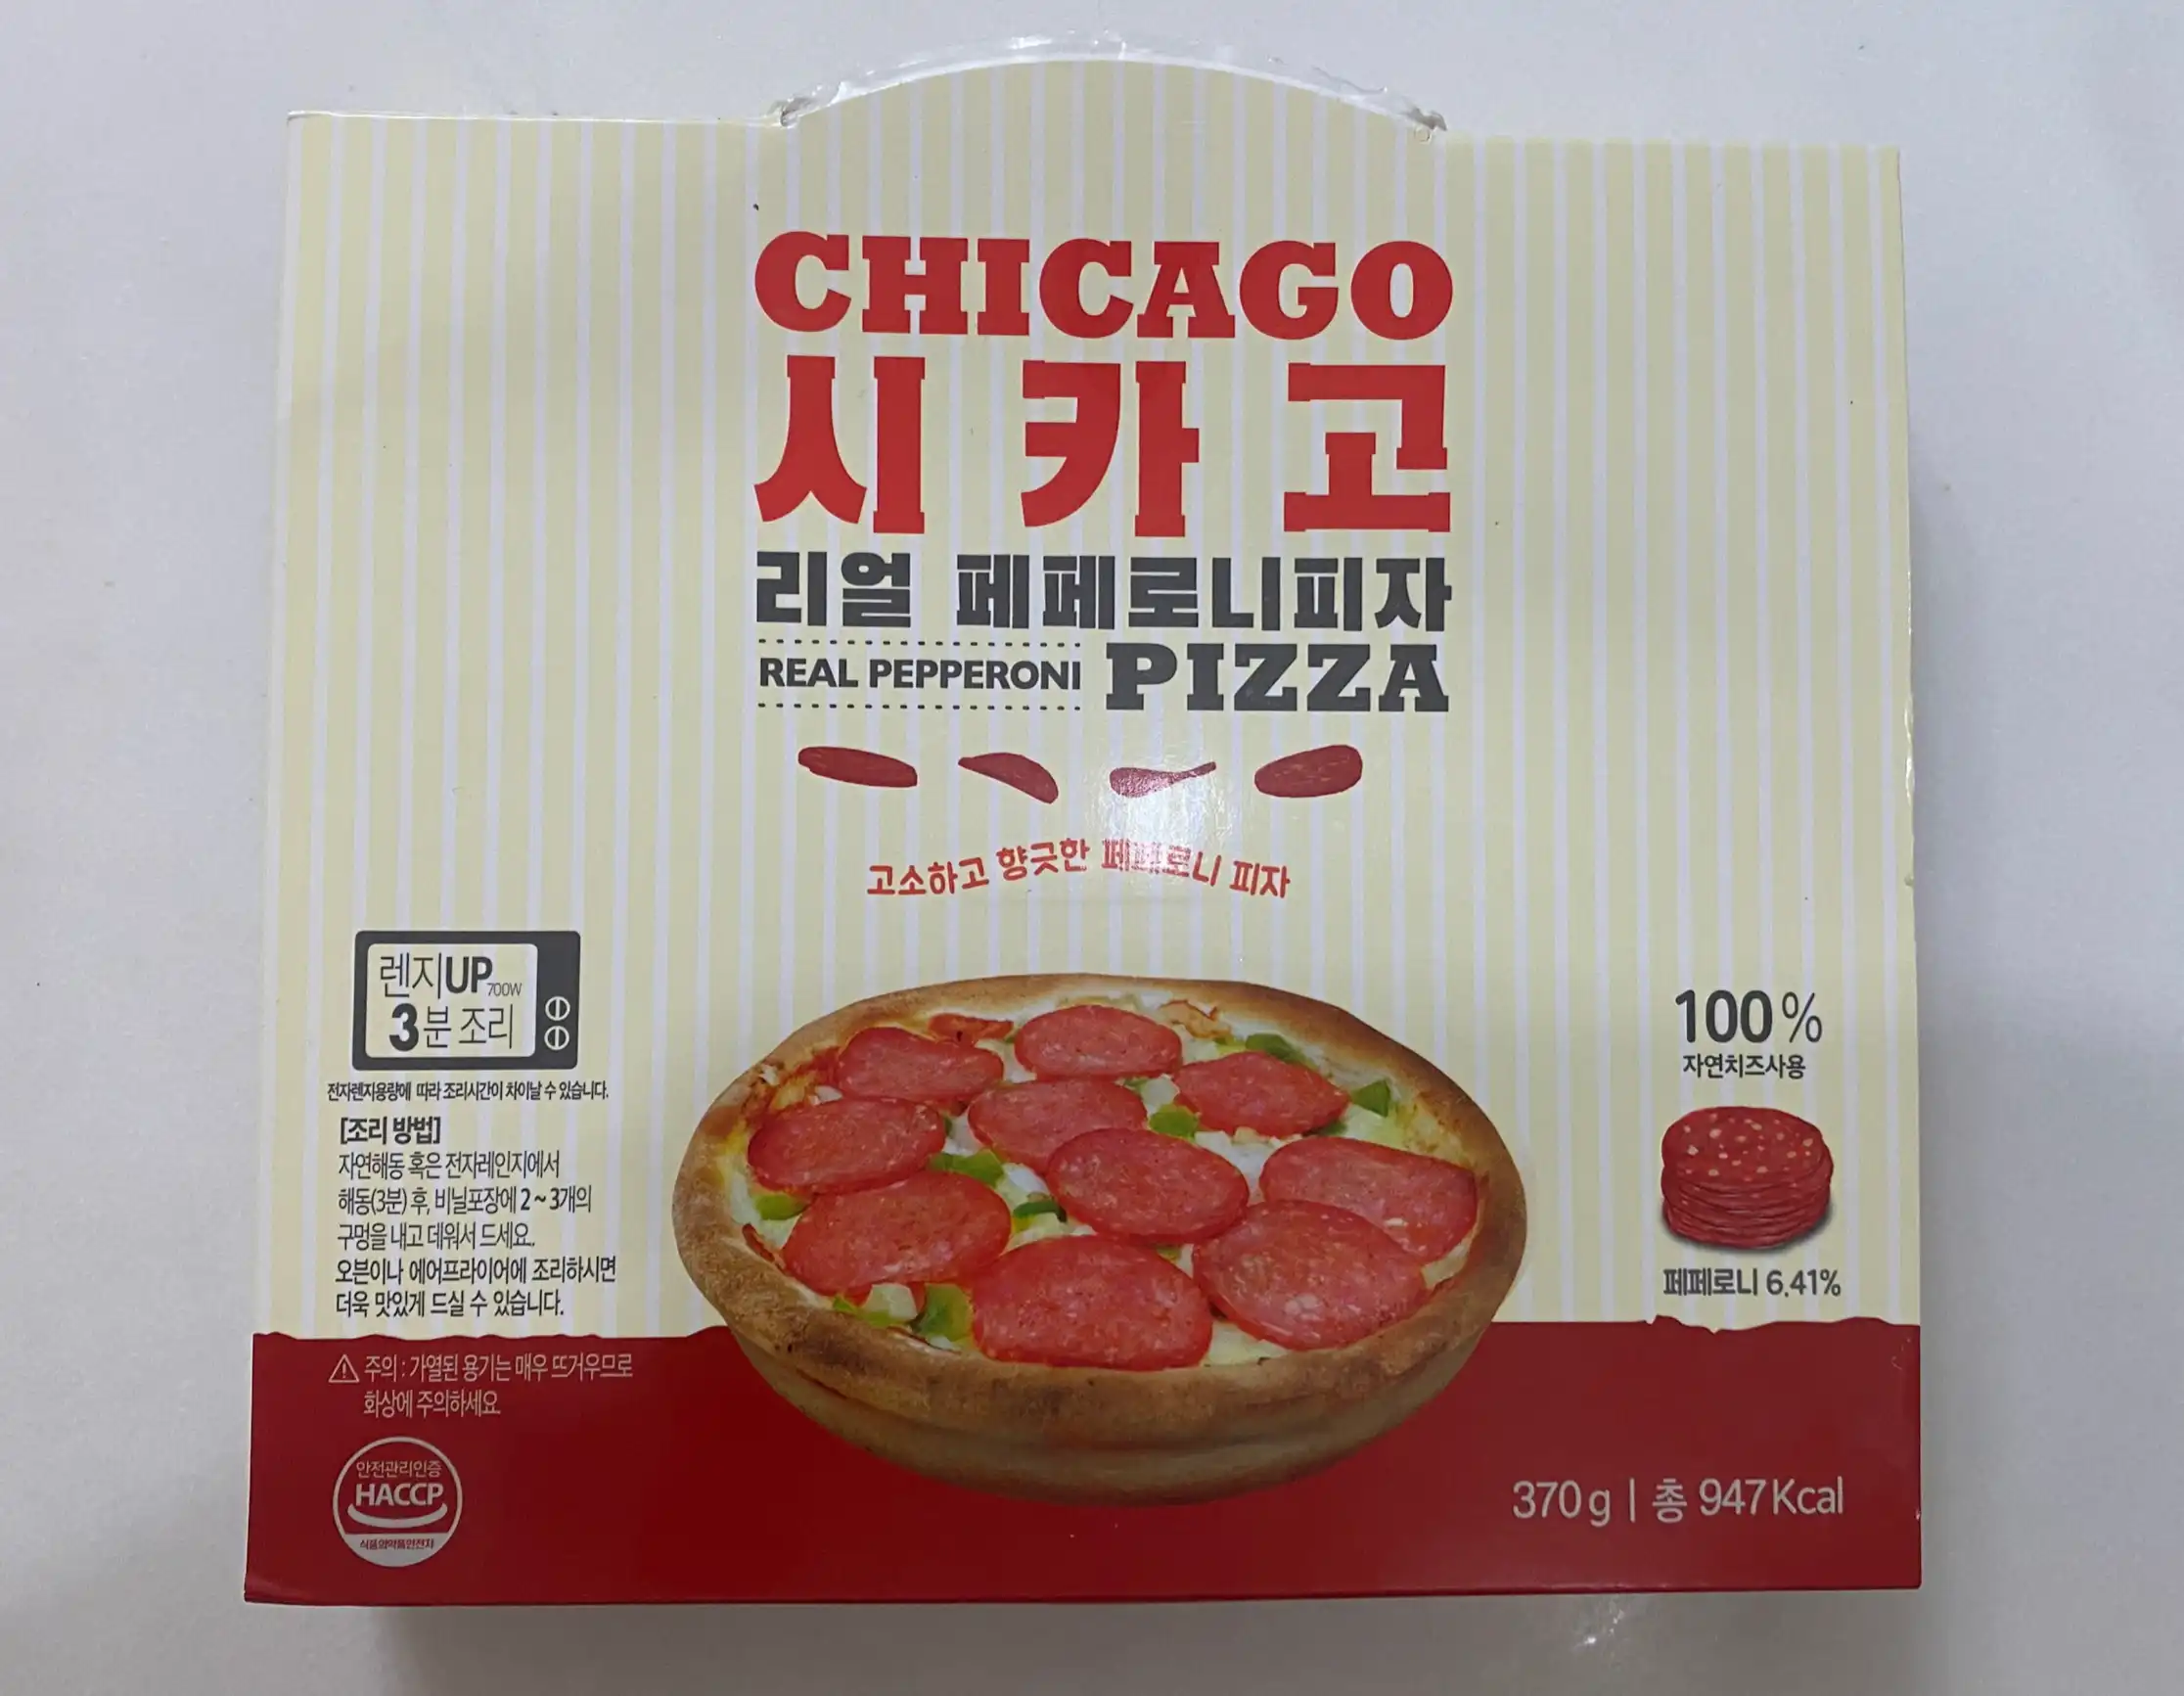 CHICAGO
시카고
리얼 페페로니피자
REAL PEPPERONI PIZZA
고소하고 향긋한 페페로니 피자
렌지UP 700W
3분 조리
전자렌지용량에 따라 조리시간이 차이날 수 있습니다.
[조리 방법]
자연해동 혹은 전자레인지에서
해동(3분) 후, 비닐포장에 2~3개의
구멍을 내고 데워서 드세요.
오븐이나 에어프라이어에 조리하시면
더욱 맛있게 드실 수 있습니다.
주의 : 가열된 용기는 매우 뜨거우므로
화상에 주의하세요.
안전관리인증
HACCP
식품의약품안전처
100%
자연치즈사용
페페로니 6.41%
370g | 총 947Kcal